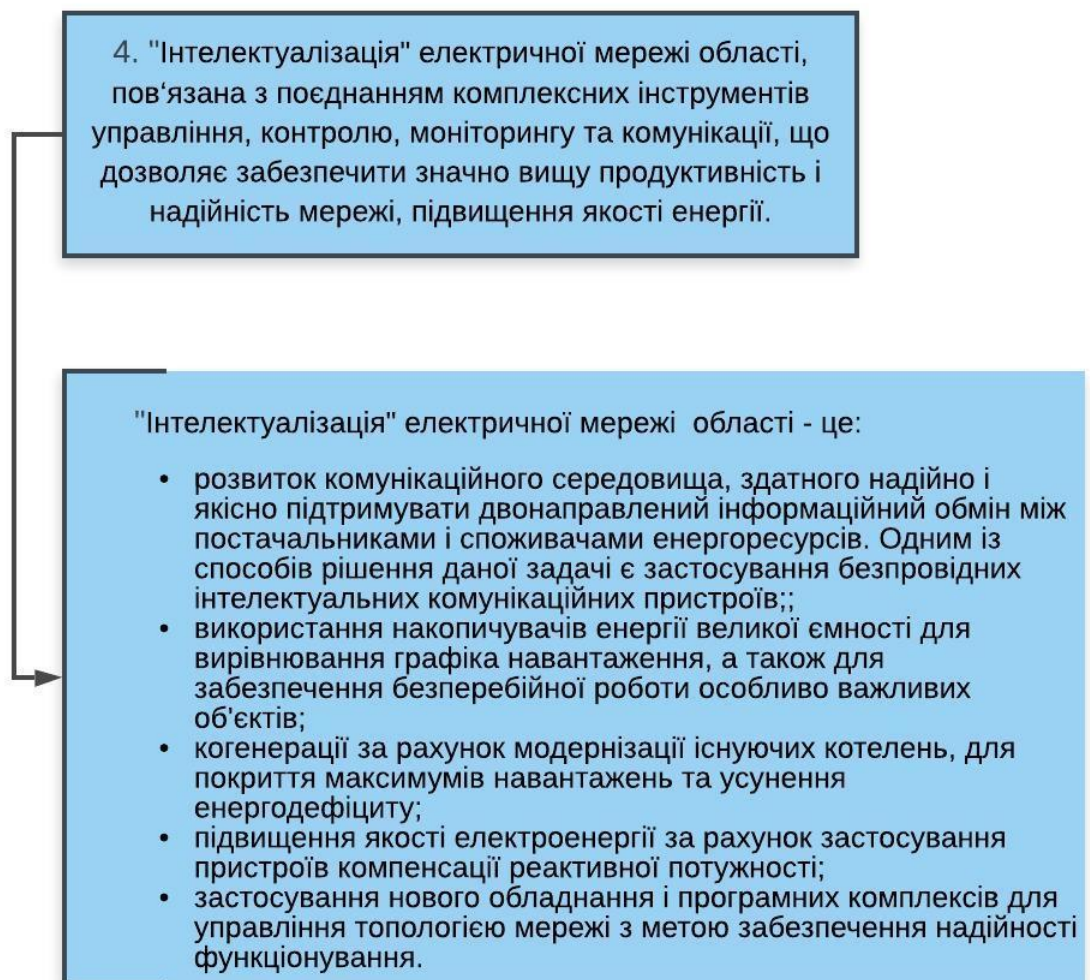 4. "Інтелектуалізація" електричної мережі області,
пов‘язана з поєднанням комплексних інструментів
управління, контролю, моніторингу та комунікації, що
дозволяє забезпечити значно вищу продуктивність і
надійність мережі, підвищення якості енергії.
"Інтелектуалізація" електричної мережі  області - це:
• розвиток комунікаційного середовища, здатного надійно і
якісно підтримувати двонаправлений інформаційний обмін між
постачальниками і споживачами енергоресурсів. Одним із
способів рішення даної задачі є застосування безпровідних
інтелектуальних комунікаційних пристроїв;;
• використання накопичувачів енергії великої ємності для
вирівнювання графіка навантаження, а також для
забезпечення безперебійної роботи особливо важливих
об'єктів;
• когенерації за рахунок модернізації існуючих котелень, для
покриття максимумів навантажень та усунення
енергодефіциту;
• підвищення якості електроенергії за рахунок застосування
пристроїв компенсації реактивної потужності;
• застосування нового обладнання і програмних комплексів для
управління топологією мережі з метою забезпечення надійності
функціонування.